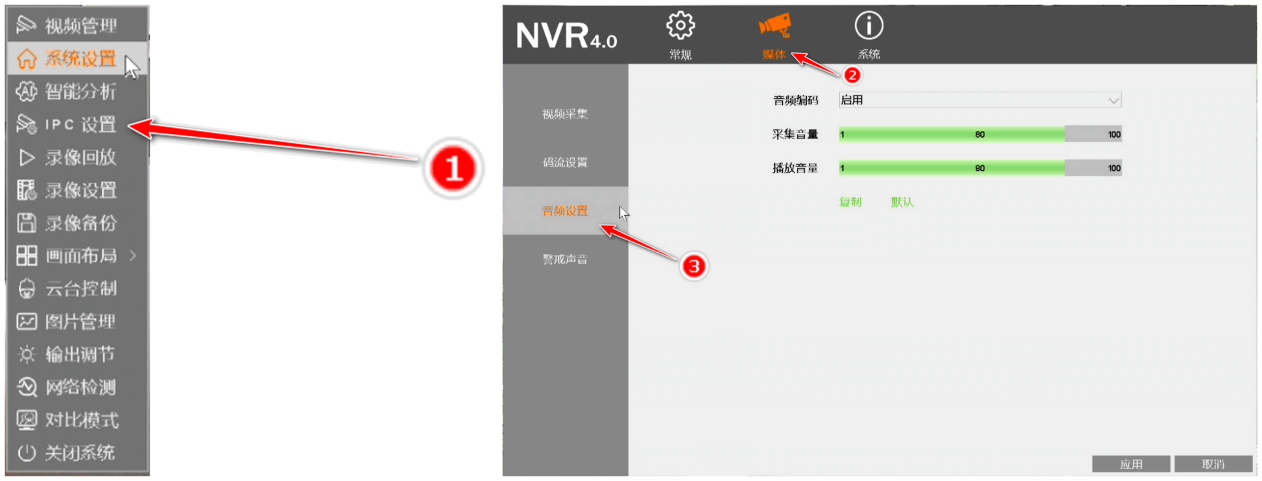 视频管理
系统设置
智能分析
IPC 设置
录像回放
录像设置
录像备份
画面布局 >
云台控制
图片管理
输出调节
网络检测
对比模式
关闭系统
1
NVR4.0
常规
媒体
系统
2
视频采集
码流设置
音频设置
警戒声音
3
音频编码 启用
采集音量 1 80 100
播放音量 1 80 100
复制 默认
应用 取消